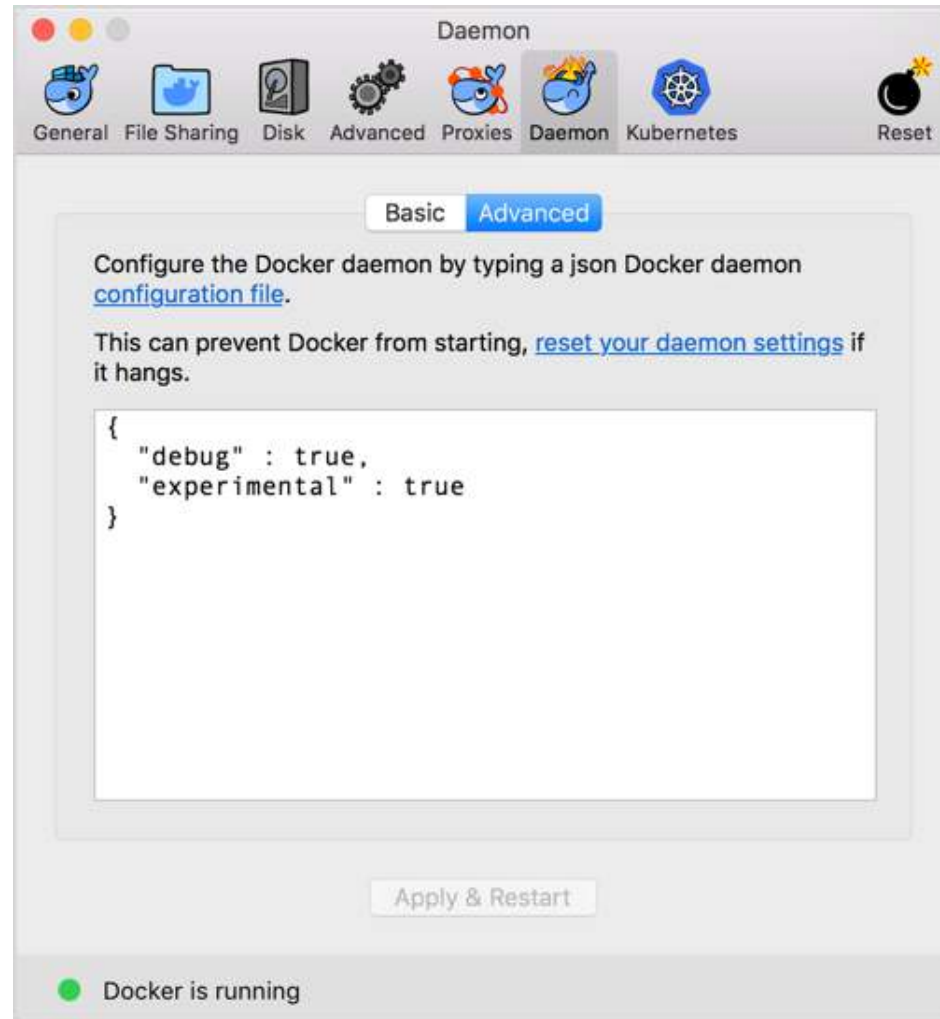 Daemon
General File Sharing Disk Advanced Proxies Daemon Kubernetes Reset
Basic Advanced
Configure the Docker daemon by typing a json Docker daemon
configuration file.
This can prevent Docker from starting, reset your daemon settings if
it hangs.
{
  "debug" : true,
  "experimental" : true
}
Apply & Restart
Docker is running